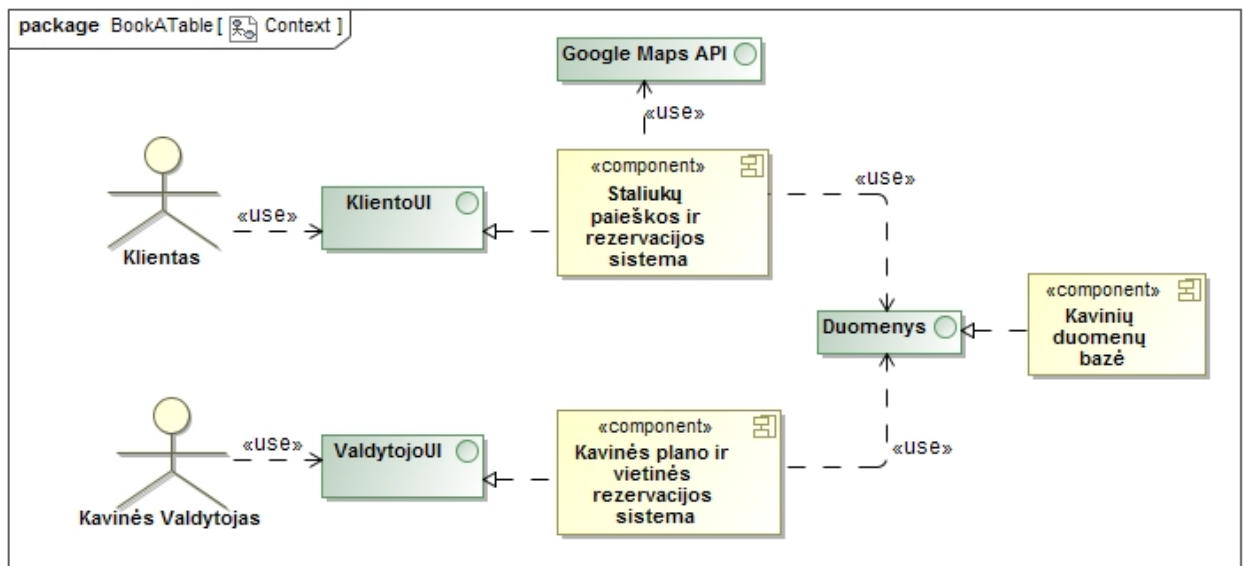 package BookATable [ Context ]
Google Maps API
«use»
«component»
Staliukų
paieškos ir
rezervacijos
sistema
«use»
KlientoUI
«use»
Klientas
«component»
Kavinių
duomenų
bazė
Duomenys
«component»
Kavinės plano ir
vietinės
rezervacijos
sistema
«use»
ValdytojoUI
«use»
Kavinės Valdytojas